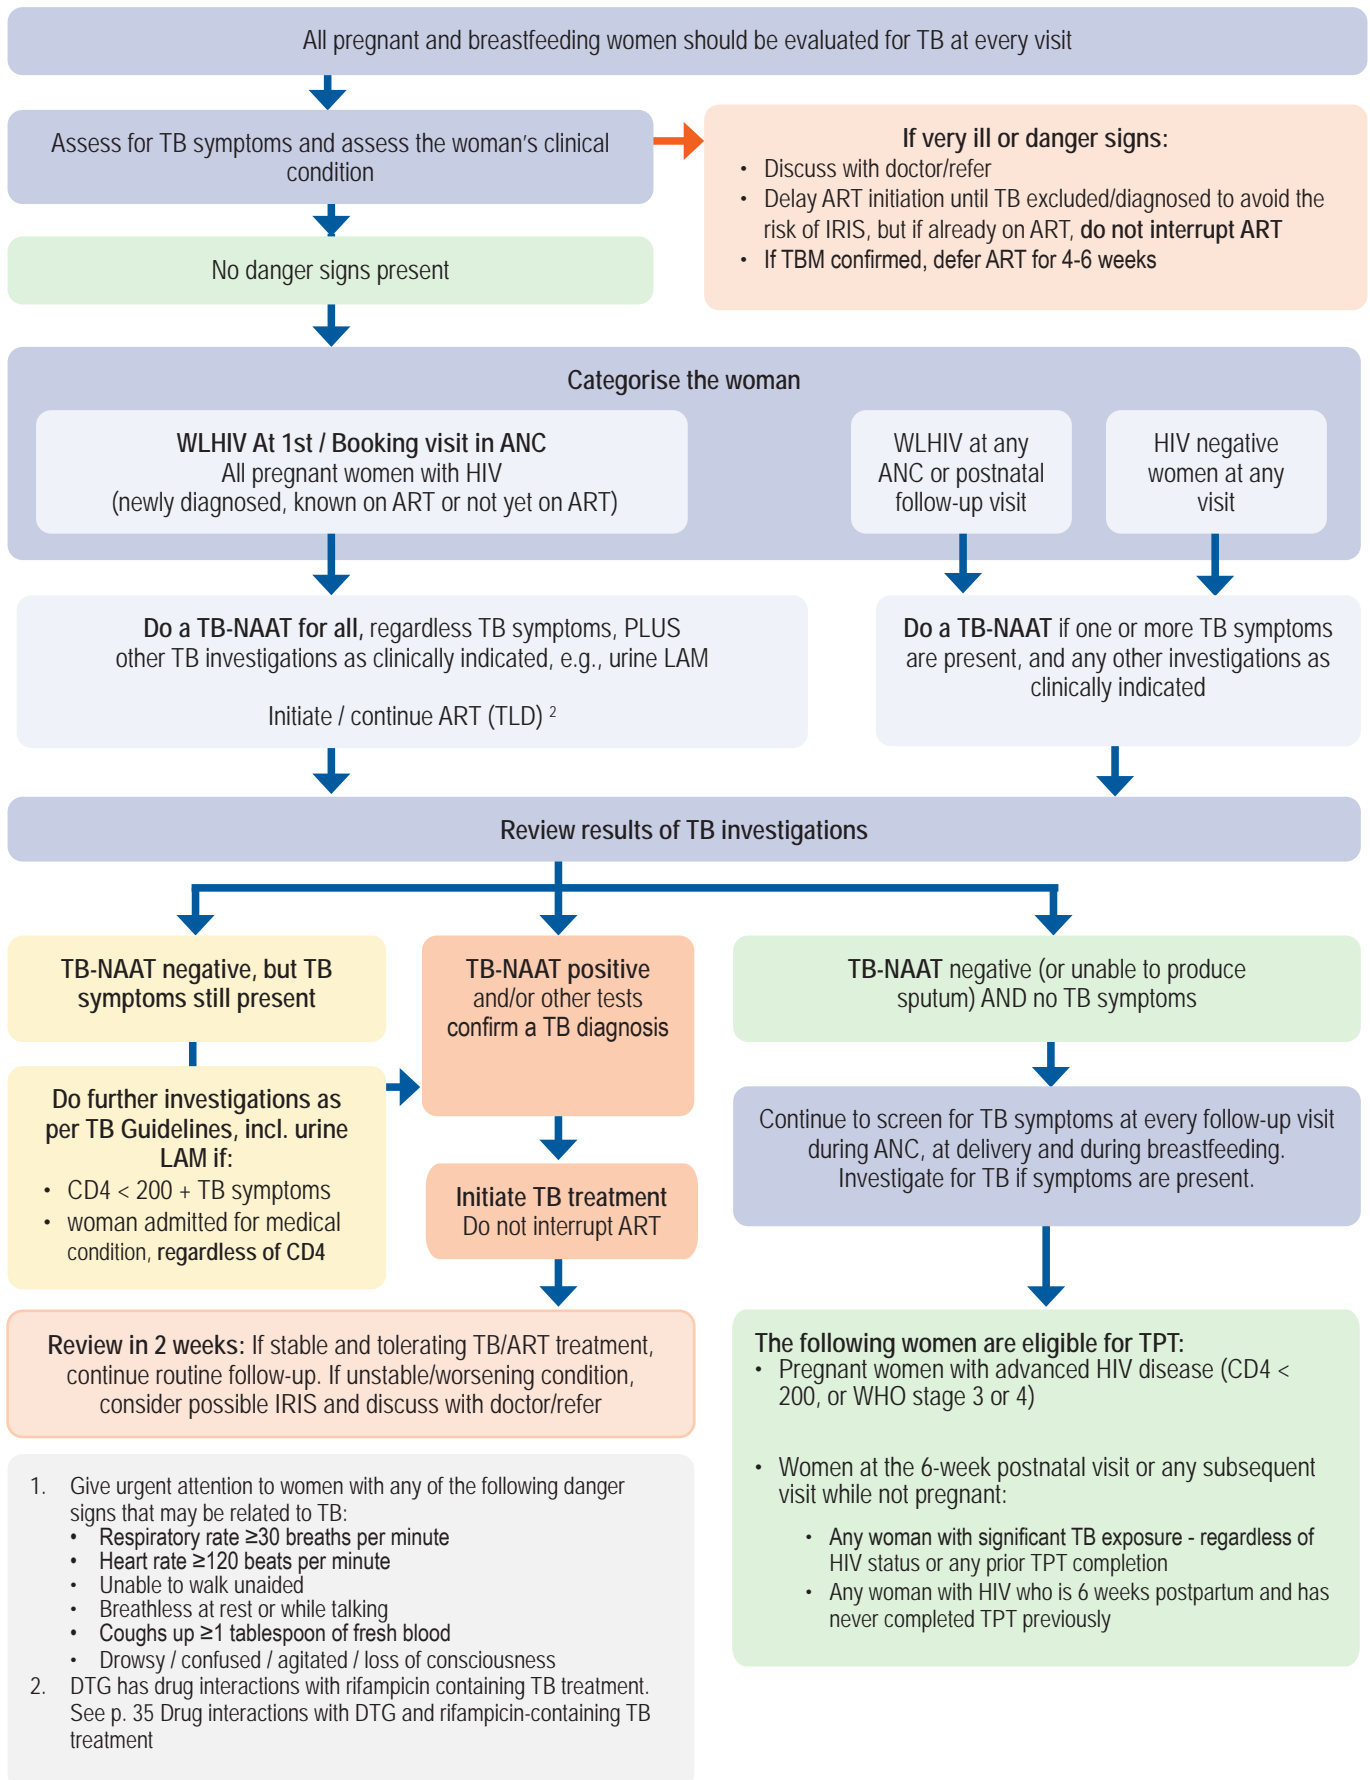 All pregnant and breastfeeding women should be evaluated for TB at every visit
Assess for TB symptoms and assess the woman's clinical
condition
If very ill or danger signs:
• Discuss with doctor/refer
• Delay ART initiation until TB excluded/diagnosed to avoid the
risk of IRIS, but if already on ART, do not interrupt ART
• If TBM confirmed, defer ART for 4-6 weeks
No danger signs present
Categorise the woman
WLHIV At 1st / Booking visit in ANC
All pregnant women with HIV
(newly diagnosed, known on ART or not yet on ART)
WLHIV at any
ANC or postnatal
follow-up visit
HIV negative
women at any
visit
Do a TB-NAAT for all, regardless TB symptoms, PLUS
other TB investigations as clinically indicated, e.g., urine LAM
Initiate / continue ART (TLD) 2
Do a TB-NAAT if one or more TB symptoms
are present, and any other investigations as
clinically indicated
Review results of TB investigations
TB-NAAT negative, but TB
symptoms still present
Do further investigations as
per TB Guidelines, incl. urine
LAM if:
• CD4 < 200 + TB symptoms
• woman admitted for medical
condition, regardless of CD4
TB-NAAT positive
and/or other tests
confirm a TB diagnosis
Initiate TB treatment
Do not interrupt ART
Review in 2 weeks: If stable and tolerating TB/ART treatment,
continue routine follow-up. If unstable/worsening condition,
consider possible IRIS and discuss with doctor/refer
TB-NAAT negative (or unable to produce
sputum) AND no TB symptoms
Continue to screen for TB symptoms at every follow-up visit
during ANC, at delivery and during breastfeeding.
Investigate for TB if symptoms are present.
The following women are eligible for TPT:
• Pregnant women with advanced HIV disease (CD4 <
200, or WHO stage 3 or 4)
• Women at the 6-week postnatal visit or any subsequent
visit while not pregnant:
• Any woman with significant TB exposure - regardless of
HIV status or any prior TPT completion
• Any woman with HIV who is 6 weeks postpartum and has
never completed TPT previously
1. Give urgent attention to women with any of the following danger
signs that may be related to TB:
• Respiratory rate ≥30 breaths per minute
• Heart rate ≥120 beats per minute
• Unable to walk unaided
• Breathless at rest or while talking
• Coughs up ≥1 tablespoon of fresh blood
• Drowsy / confused / agitated / loss of consciousness
2. DTG has drug interactions with rifampicin containing TB treatment.
See p. 35 Drug interactions with DTG and rifampicin-containing TB
treatment